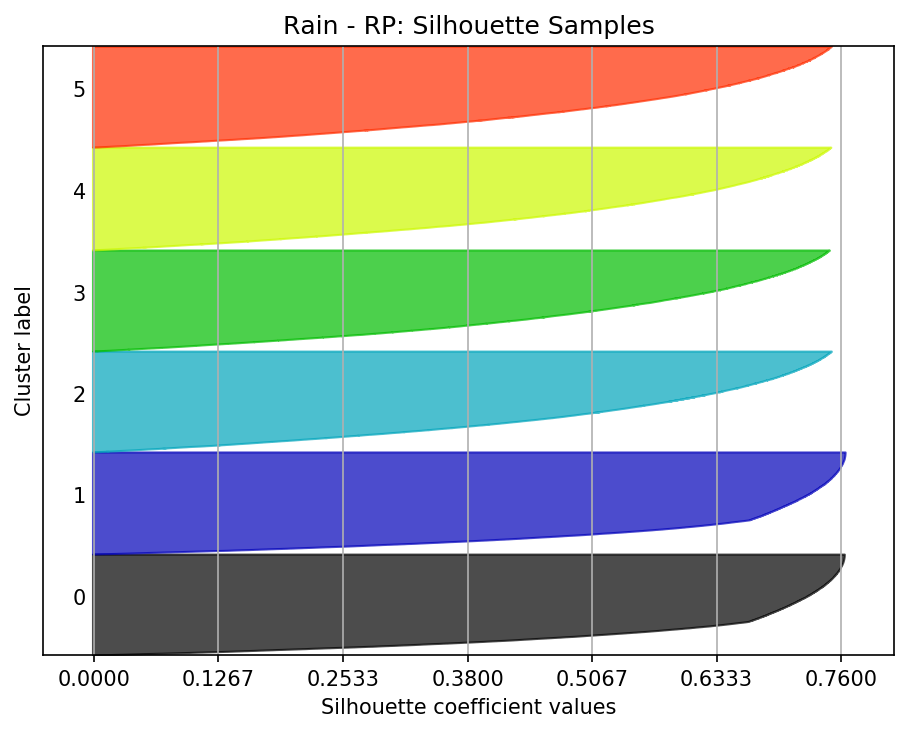 Rain - RP: Silhouette Samples
5
4
3
2
1
0
Cluster label
0.0000 0.1267 0.2533 0.3800 0.5067 0.6333 0.7600
Silhouette coefficient values